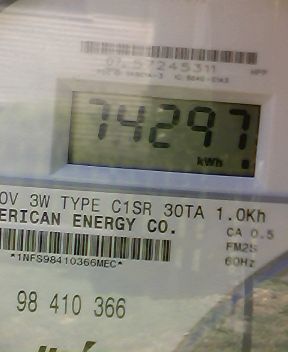 57245311
74297
kWh
0V 3W TYPE C1SR 30TA 1.0Kh
ERICAN ENERGY CO.
CA 0.5
FM2S
60Hz
*1NFS98410366MEC*
98 410 366